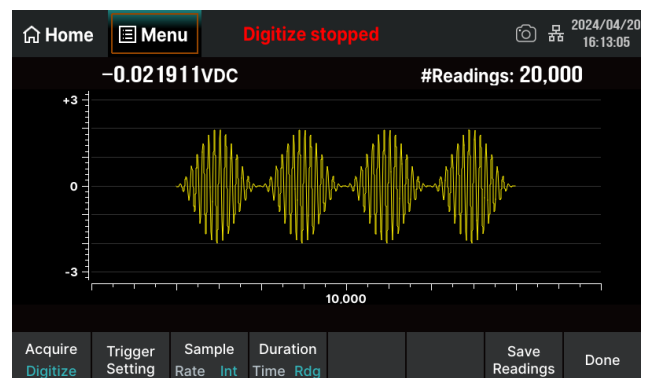 Home
Menu
Digitize stopped
2024/04/20
16:13:05
−0.021911VDC
#Readings: 20,000
+3
0
-3
10,000
Acquire
Digitize
Trigger
Setting
Sample
Rate Int
Duration
Time Rdg
Save
Readings
Done